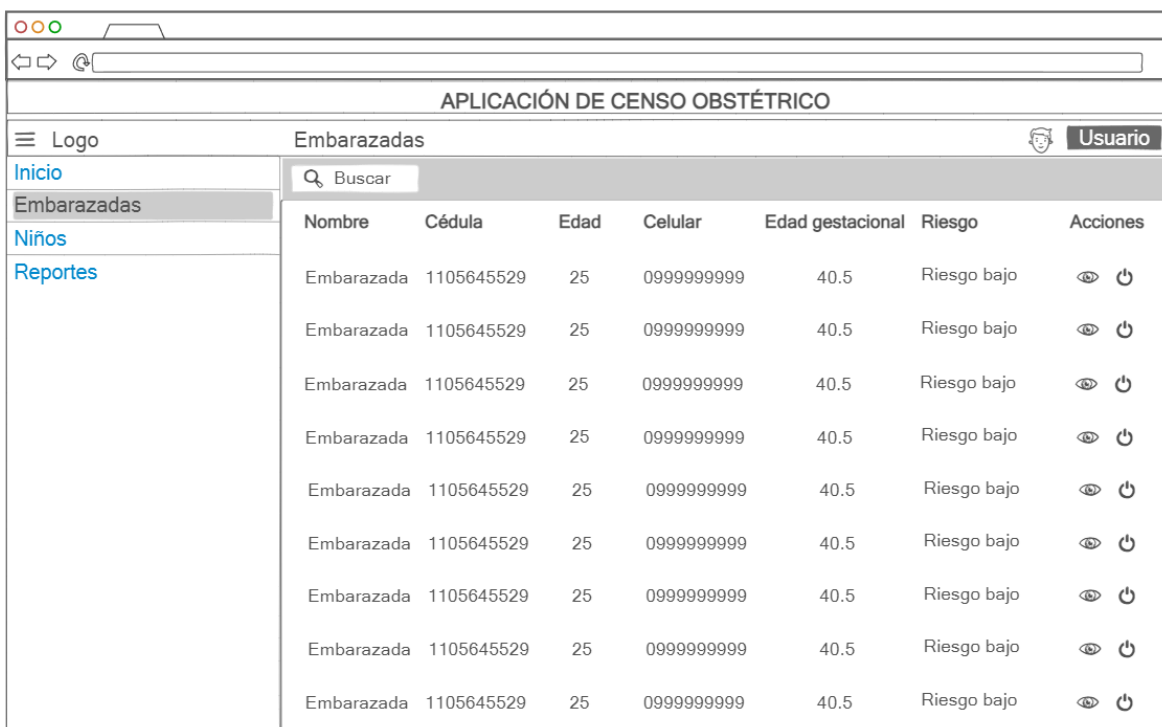 APLICACIÓN DE CENSO OBSTÉTRICO
Logo Embarazadas Usuario
Inicio
Buscar
Embarazadas
Niños
Reportes
Nombre Cédula Edad Celular Edad gestacional Riesgo Acciones
Embarazada 1105645529 25 0999999999 40.5 Riesgo bajo
Embarazada 1105645529 25 0999999999 40.5 Riesgo bajo
Embarazada 1105645529 25 0999999999 40.5 Riesgo bajo
Embarazada 1105645529 25 0999999999 40.5 Riesgo bajo
Embarazada 1105645529 25 0999999999 40.5 Riesgo bajo
Embarazada 1105645529 25 0999999999 40.5 Riesgo bajo
Embarazada 1105645529 25 0999999999 40.5 Riesgo bajo
Embarazada 1105645529 25 0999999999 40.5 Riesgo bajo
Embarazada 1105645529 25 0999999999 40.5 Riesgo bajo